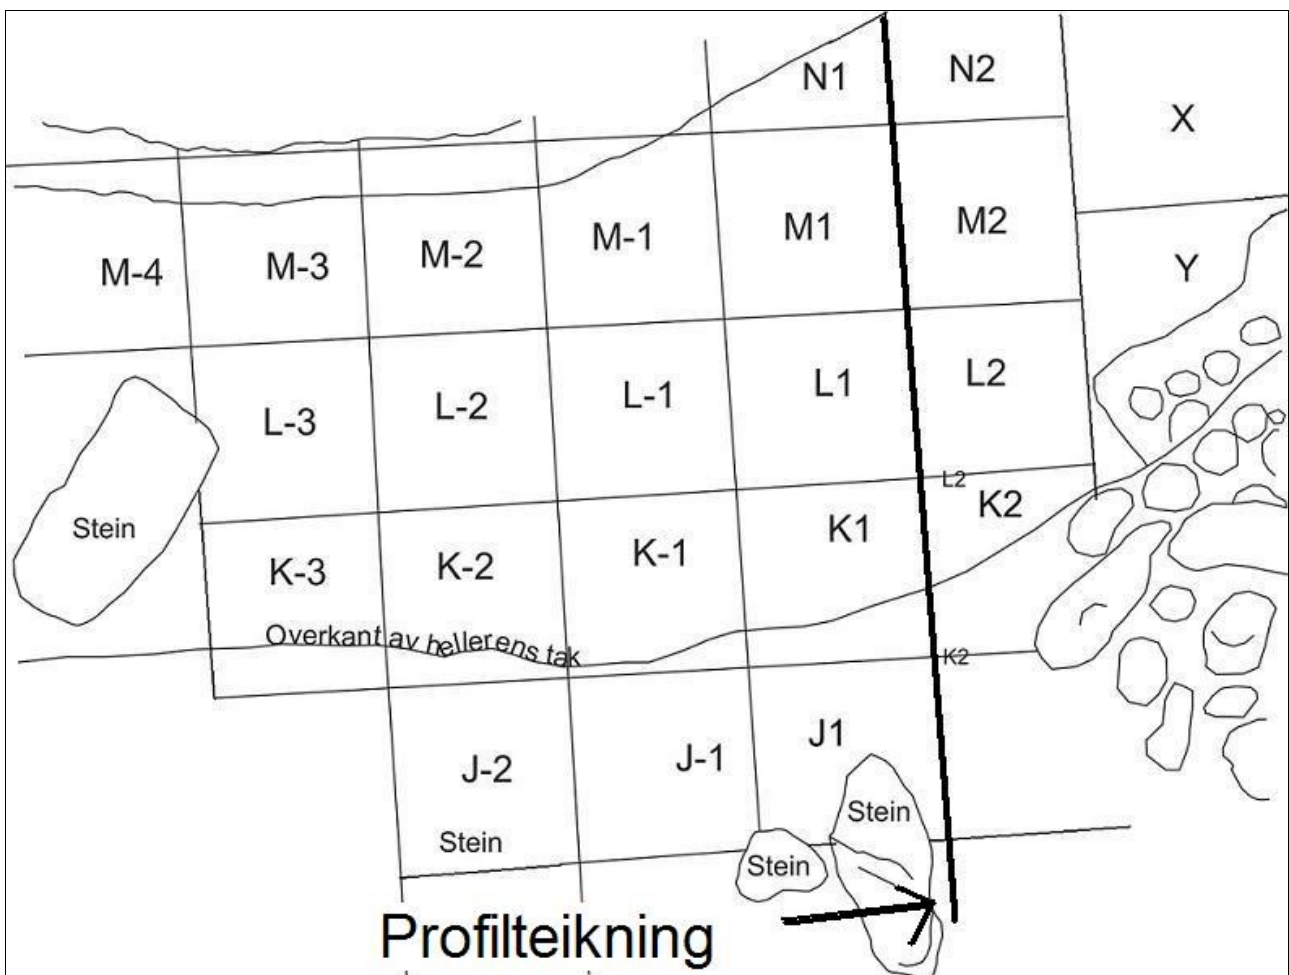 N1
N2
X
M-4
M-3
M-2
M-1
M1
M2
Y
L-3
L-2
L-1
L1
L2
L2
Stein
K-3
K-2
K-1
K1
K2
Overkant av hellerens tak
K2
J-2
J-1
J1
Stein
Stein
Stein
Profilteikning